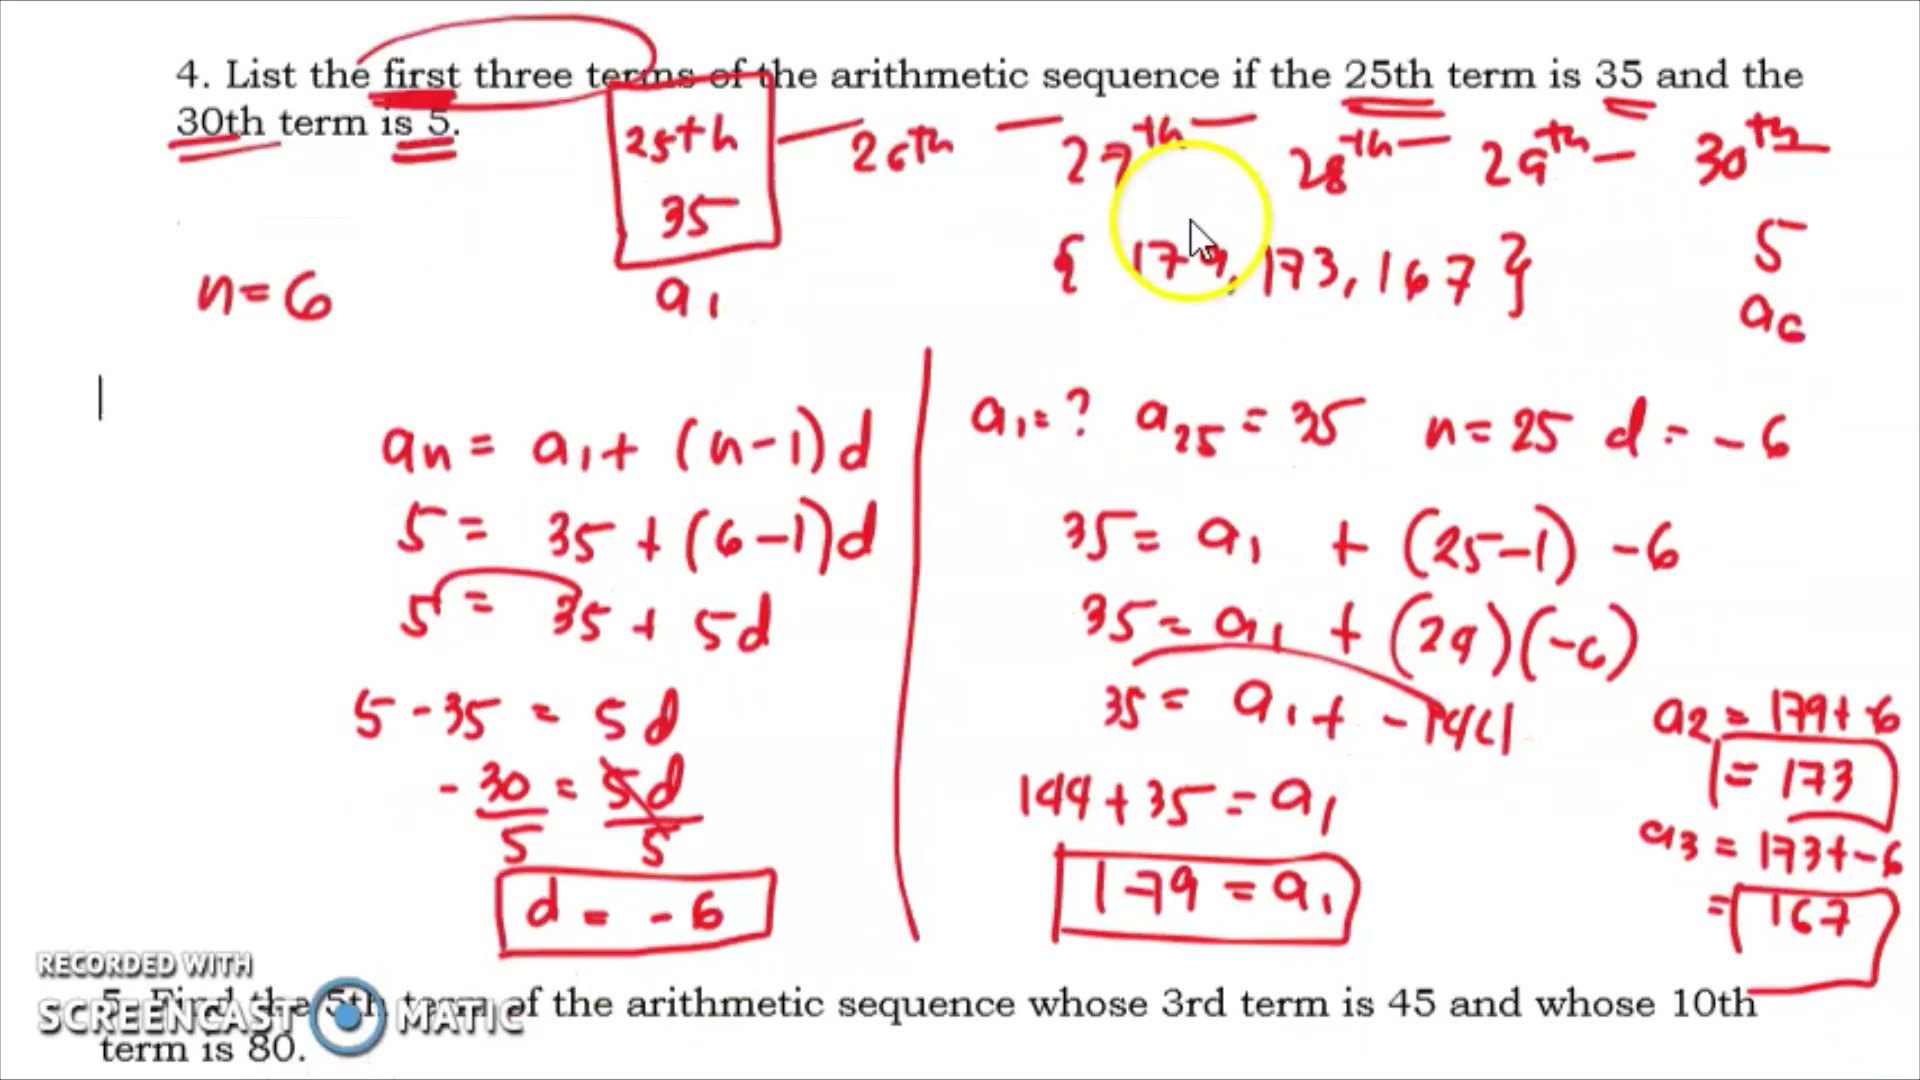 4. List the first three terms of the arithmetic sequence if the 25th term is 35 and the
30th term is 5.
25th — 26th — 27th — 28th — 29th — 30th
35
5
{ 179, 173, 167 }
n=6
a1
a6
an = a1 + (n-1)d
5 = 35 + (6-1)d
5 = 35 + 5d
5 - 35 = 5d
-30 = 5d
5 5
d = -6
a1 = ? a25 = 35 n = 25 d = -6
35 = a1 + (25-1) -6
35 = a1 + (24)(-6)
35 = a1 + -144
144 + 35 = a1
179 = a1
a2 = 179 + -6
= 173
a3 = 173 + -6
= 167
5. Find the 5th term of the arithmetic sequence whose 3rd term is 45 and whose 10th
term is 80.
RECORDED WITH
SCREENCAST MATIC